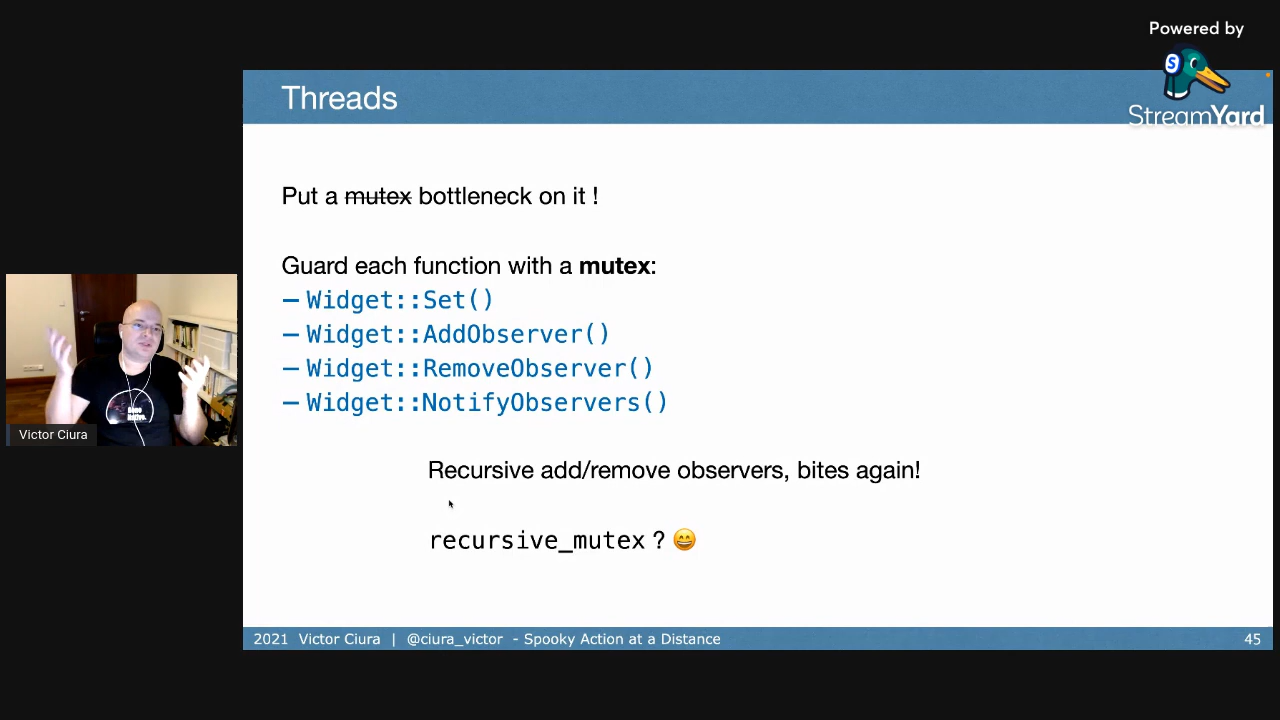 Powered by
S
StreamYard
Threads
Put a mutex bottleneck on it !
Guard each function with a mutex:
– Widget::Set()
– Widget::AddObserver()
– Widget::RemoveObserver()
– Widget::NotifyObservers()
Recursive add/remove observers, bites again!
recursive_mutex ? 😄
Victor Ciura
2021 Victor Ciura | @ciura_victor - Spooky Action at a Distance
45